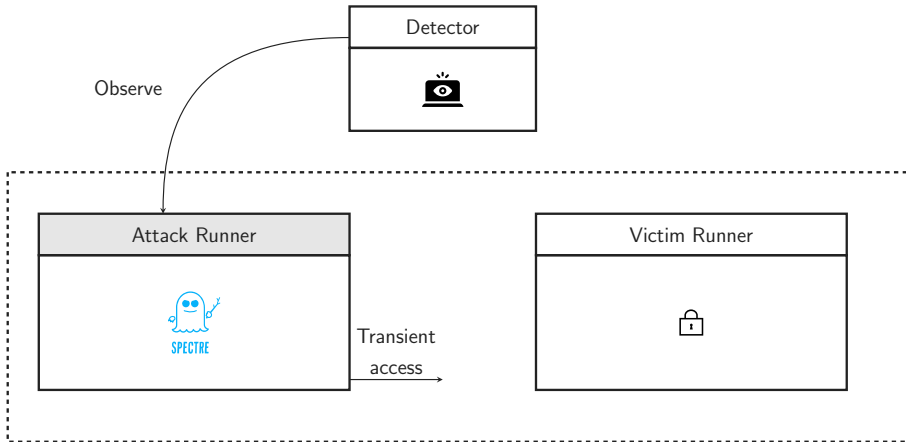 Detector
Observe
Attack Runner
Victim Runner
SPECTRE
Transient
access